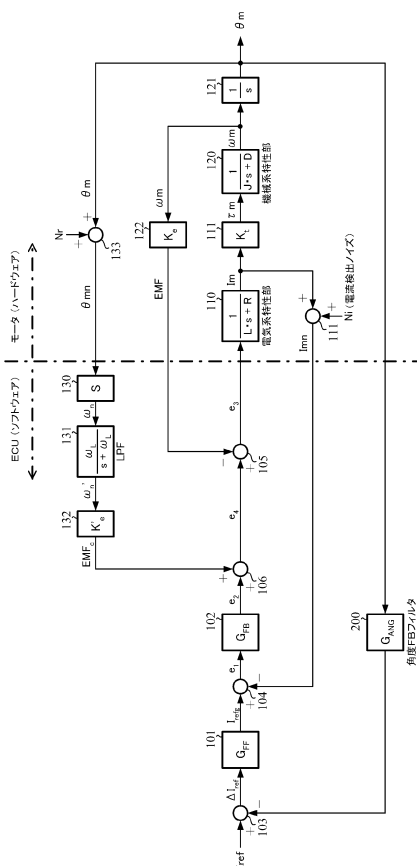 ECU (ソフトウェア)
モータ (ハードウェア)
130
S
ωn
131
ωL
s + ωL
LPF
ωn'
132
K'e
EMFc
θmn
133
Nr
+
+
θm
EMF
122
Ke
ωm
ref
+
103
−
ΔIref
101
GFF
Irefg
+
104
−
e1
102
GFB
e2
+
106
+
e4
+
105
−
e3
110
1
L・s + R
電気系特性部
Im
111
Kt
τm
120
1
J・s + D
機械系特性部
ωm
121
1
s
θm
Imn
+
+
111
Ni (電流検出ノイズ)
200
GANG
角度FBフィルタ